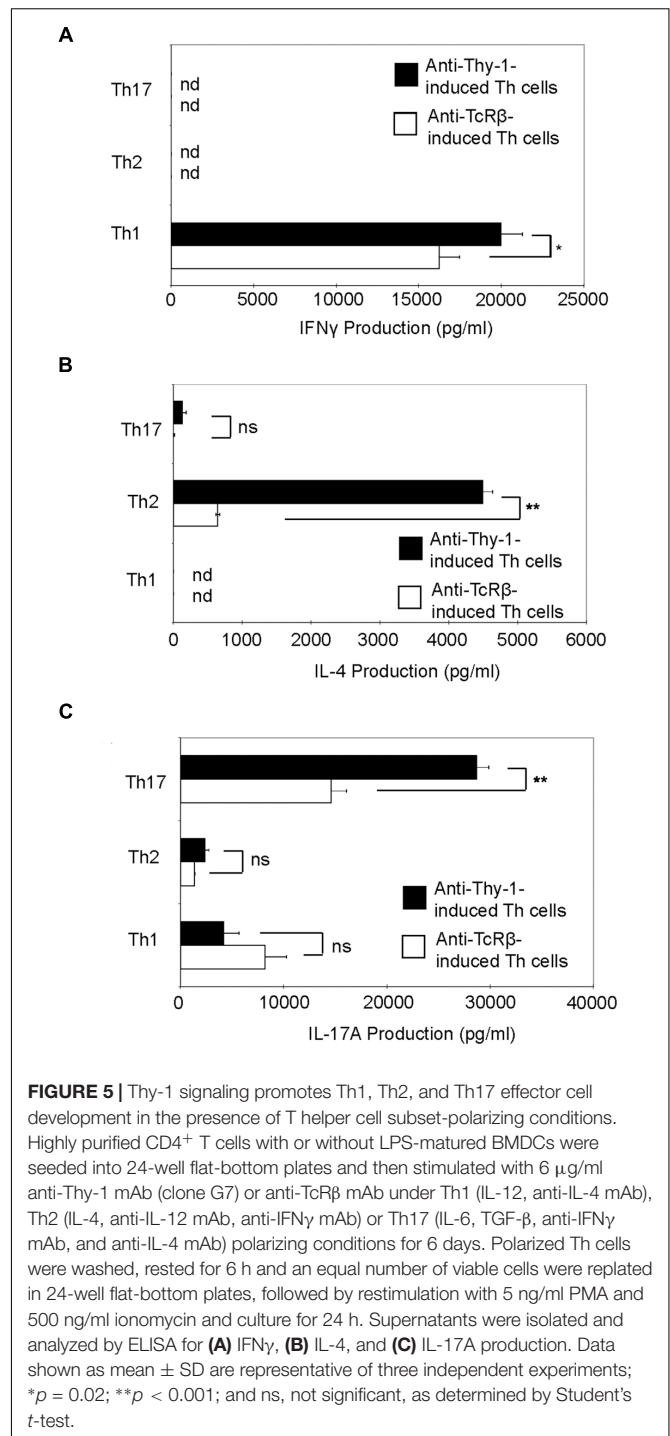 A
Th17
nd
nd
Th2
nd
nd
Th1
*
Anti-Thy-1-
induced Th cells
Anti-TcRβ-
induced Th cells
0 5000 10000 15000 20000 25000
IFNγ Production (pg/ml)
B
Th17
ns
Th2
**
Th1
nd
nd
Anti-Thy-1-
induced Th cells
Anti-TcRβ-
induced Th cells
0 1000 2000 3000 4000 5000 6000
IL-4 Production (pg/ml)
C
Th17
**
Th2
ns
Th1
ns
Anti-Thy-1-
induced Th cells
Anti-TcRβ-
induced Th cells
0 10000 20000 30000 40000
IL-17A Production (pg/ml)
FIGURE 5 | Thy-1 signaling promotes Th1, Th2, and Th17 effector cell
development in the presence of T helper cell subset-polarizing conditions.
Highly purified CD4+ T cells with or without LPS-matured BMDCs were
seeded into 24-well flat-bottom plates and then stimulated with 6 μg/ml
anti-Thy-1 mAb (clone G7) or anti-TcRβ mAb under Th1 (IL-12, anti-IL-4 mAb),
Th2 (IL-4, anti-IL-12 mAb, anti-IFNγ mAb) or Th17 (IL-6, TGF-β, anti-IFNγ
mAb, and anti-IL-4 mAb) polarizing conditions for 6 days. Polarized Th cells
were washed, rested for 6 h and an equal number of viable cells were replated
in 24-well flat-bottom plates, followed by restimulation with 5 ng/ml PMA and
500 ng/ml ionomycin and culture for 24 h. Supernatants were isolated and
analyzed by ELISA for (A) IFNγ, (B) IL-4, and (C) IL-17A production. Data
shown as mean ± SD are representative of three independent experiments;
*p = 0.02; **p < 0.001; and ns, not significant, as determined by Student's
t-test.